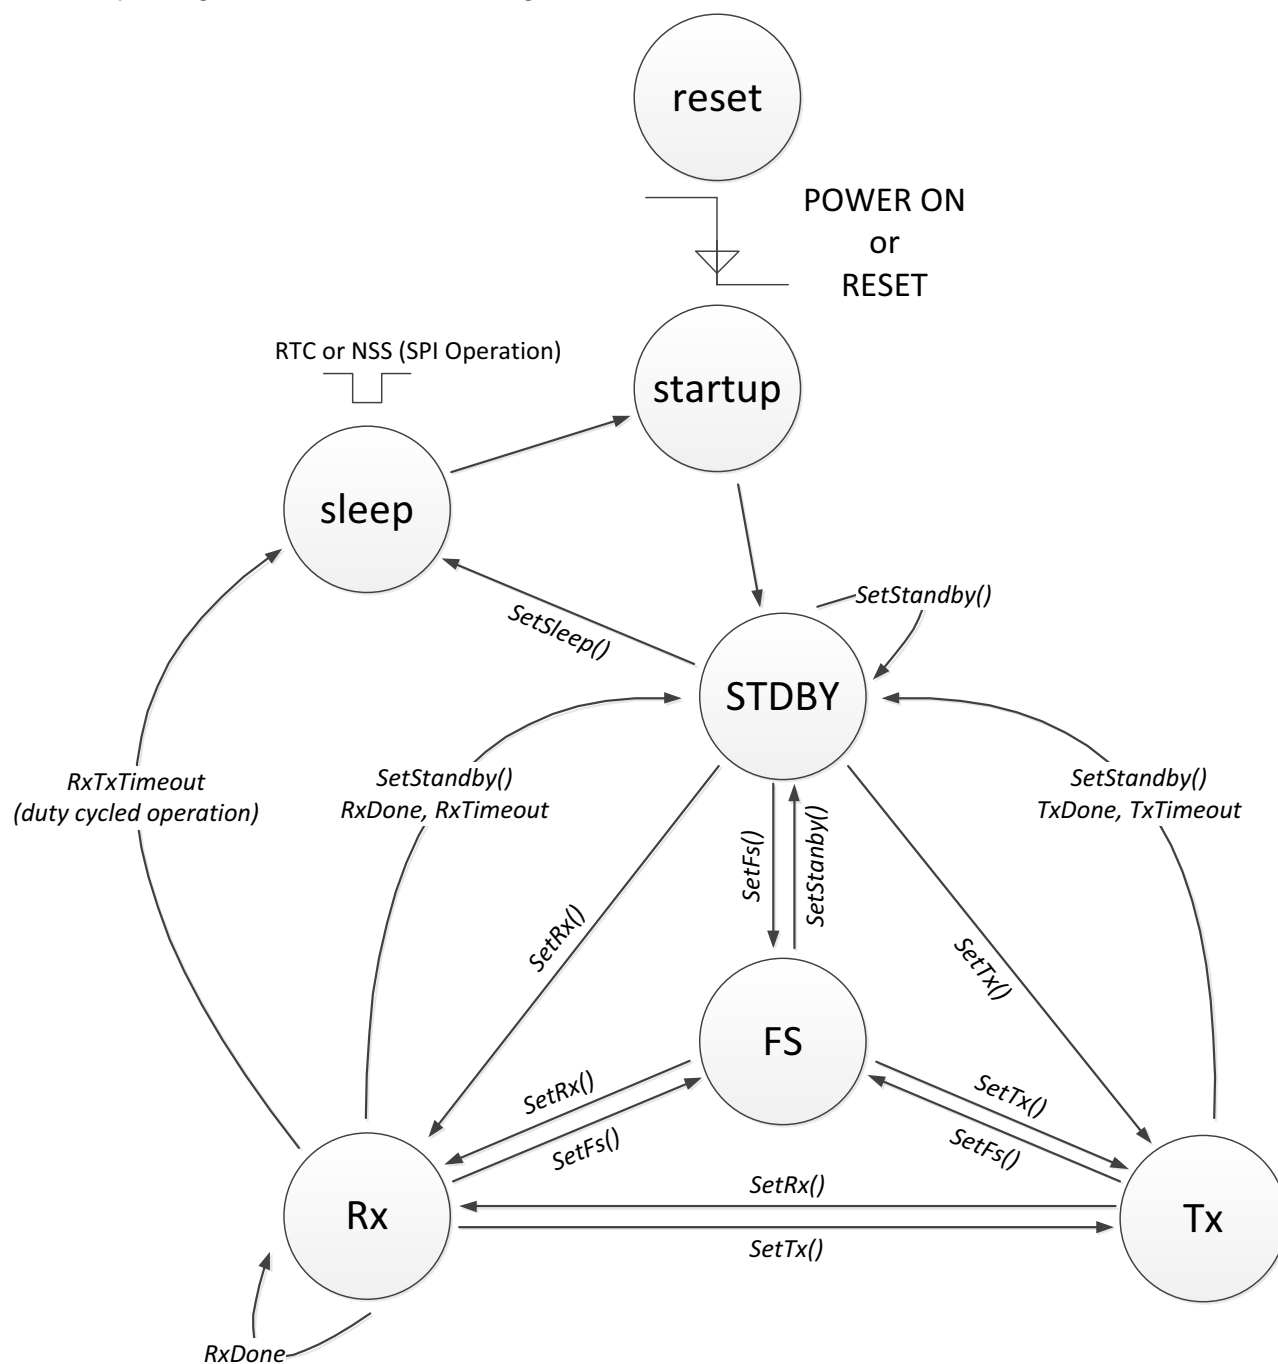 reset
POWER ON
or
RESET
startup
RTC or NSS (SPI Operation)
sleep
SetStandby()
SetSleep()
STDBY
RxTxTimeout
(duty cycled operation)
SetStandby()
RxDone, RxTimeout
SetStandby()
TxDone, TxTimeout
SetFs()
SetStanby()
SetRx()
SetTx()
FS
SetRx()
SetFs()
SetTx()
SetFs()
SetRx()
Rx
Tx
SetTx()
RxDone